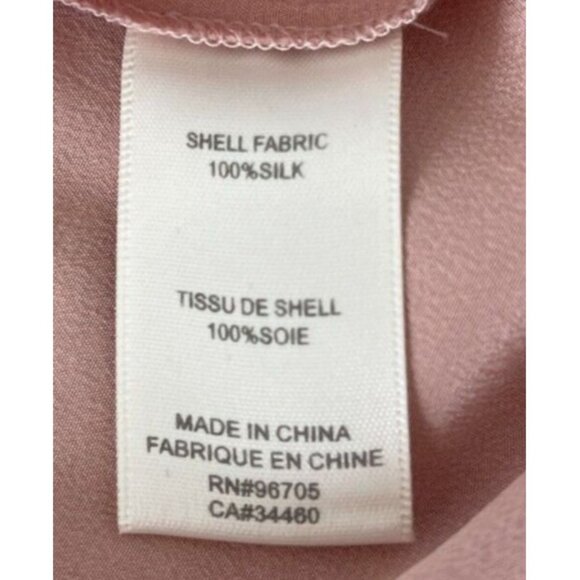 SHELL FABRIC
100%SILK
TISSU DE SHELL
100%SOIE
MADE IN CHINA
FABRIQUE EN CHINE
RN#96705
CA#34460